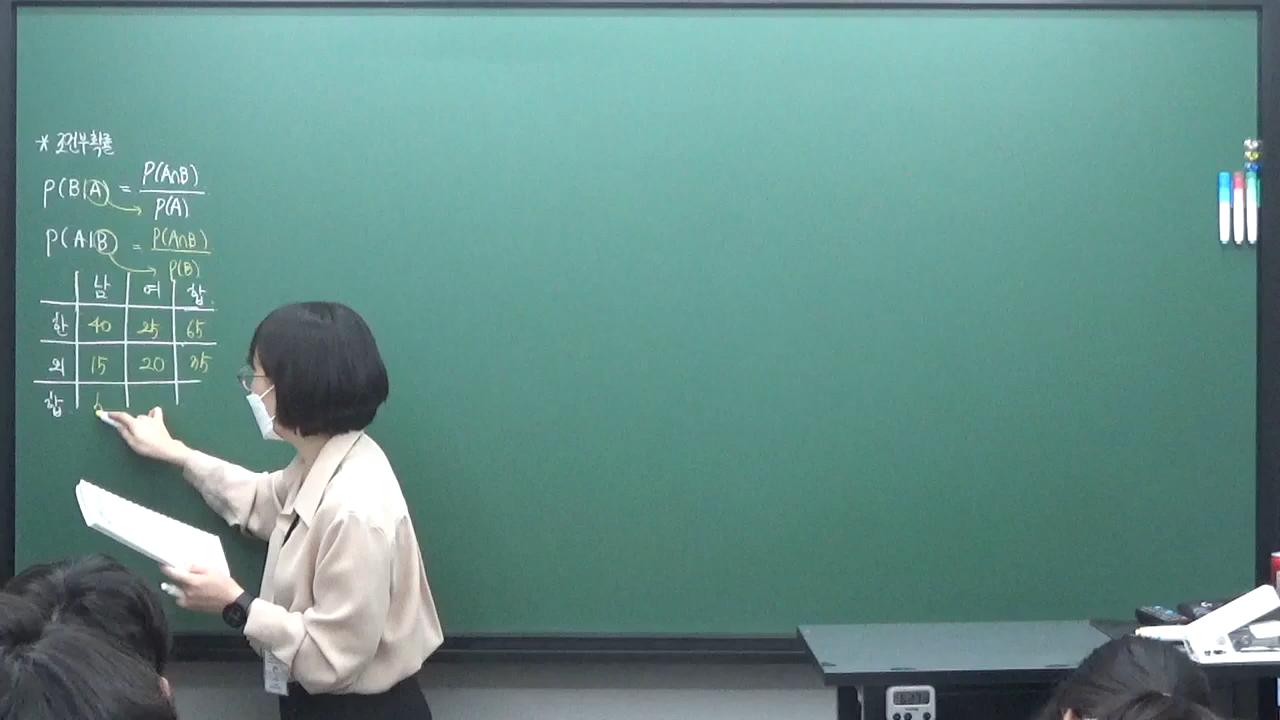 * 조건부확률
P(B|A) = P(A∩B) / P(A)
P(A|B) = P(A∩B) / P(B)
남 여 합
한 40 25 65
외 15 20 35
합